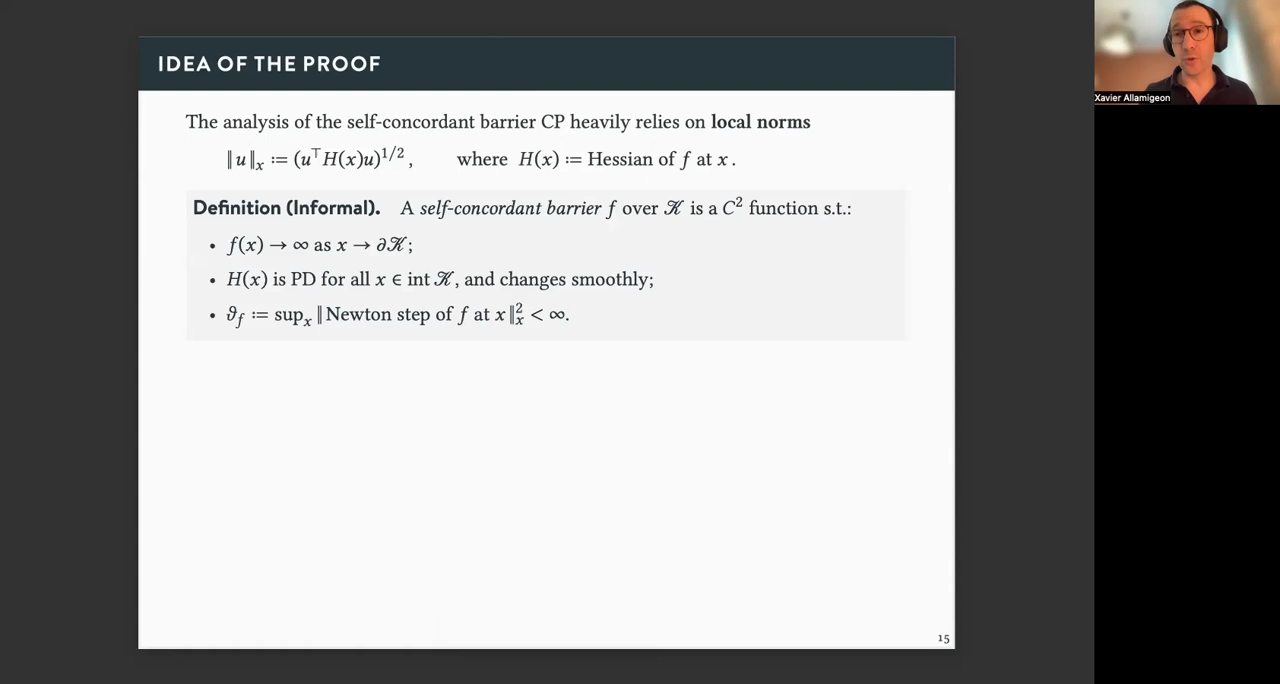 IDEA OF THE PROOF
The analysis of the self-concordant barrier CP heavily relies on local norms
‖u‖ₓ := (u⊤H(x)u)^{1/2}, where H(x) := Hessian of f at x.
Definition (Informal). A self-concordant barrier f over 𝒦 is a C² function s.t.:
• f(x) → ∞ as x → ∂𝒦;
• H(x) is PD for all x ∈ int 𝒦, and changes smoothly;
• ϑ_f := supₓ ‖Newton step of f at x‖ₓ² < ∞.
15
Xavier Allamigeon